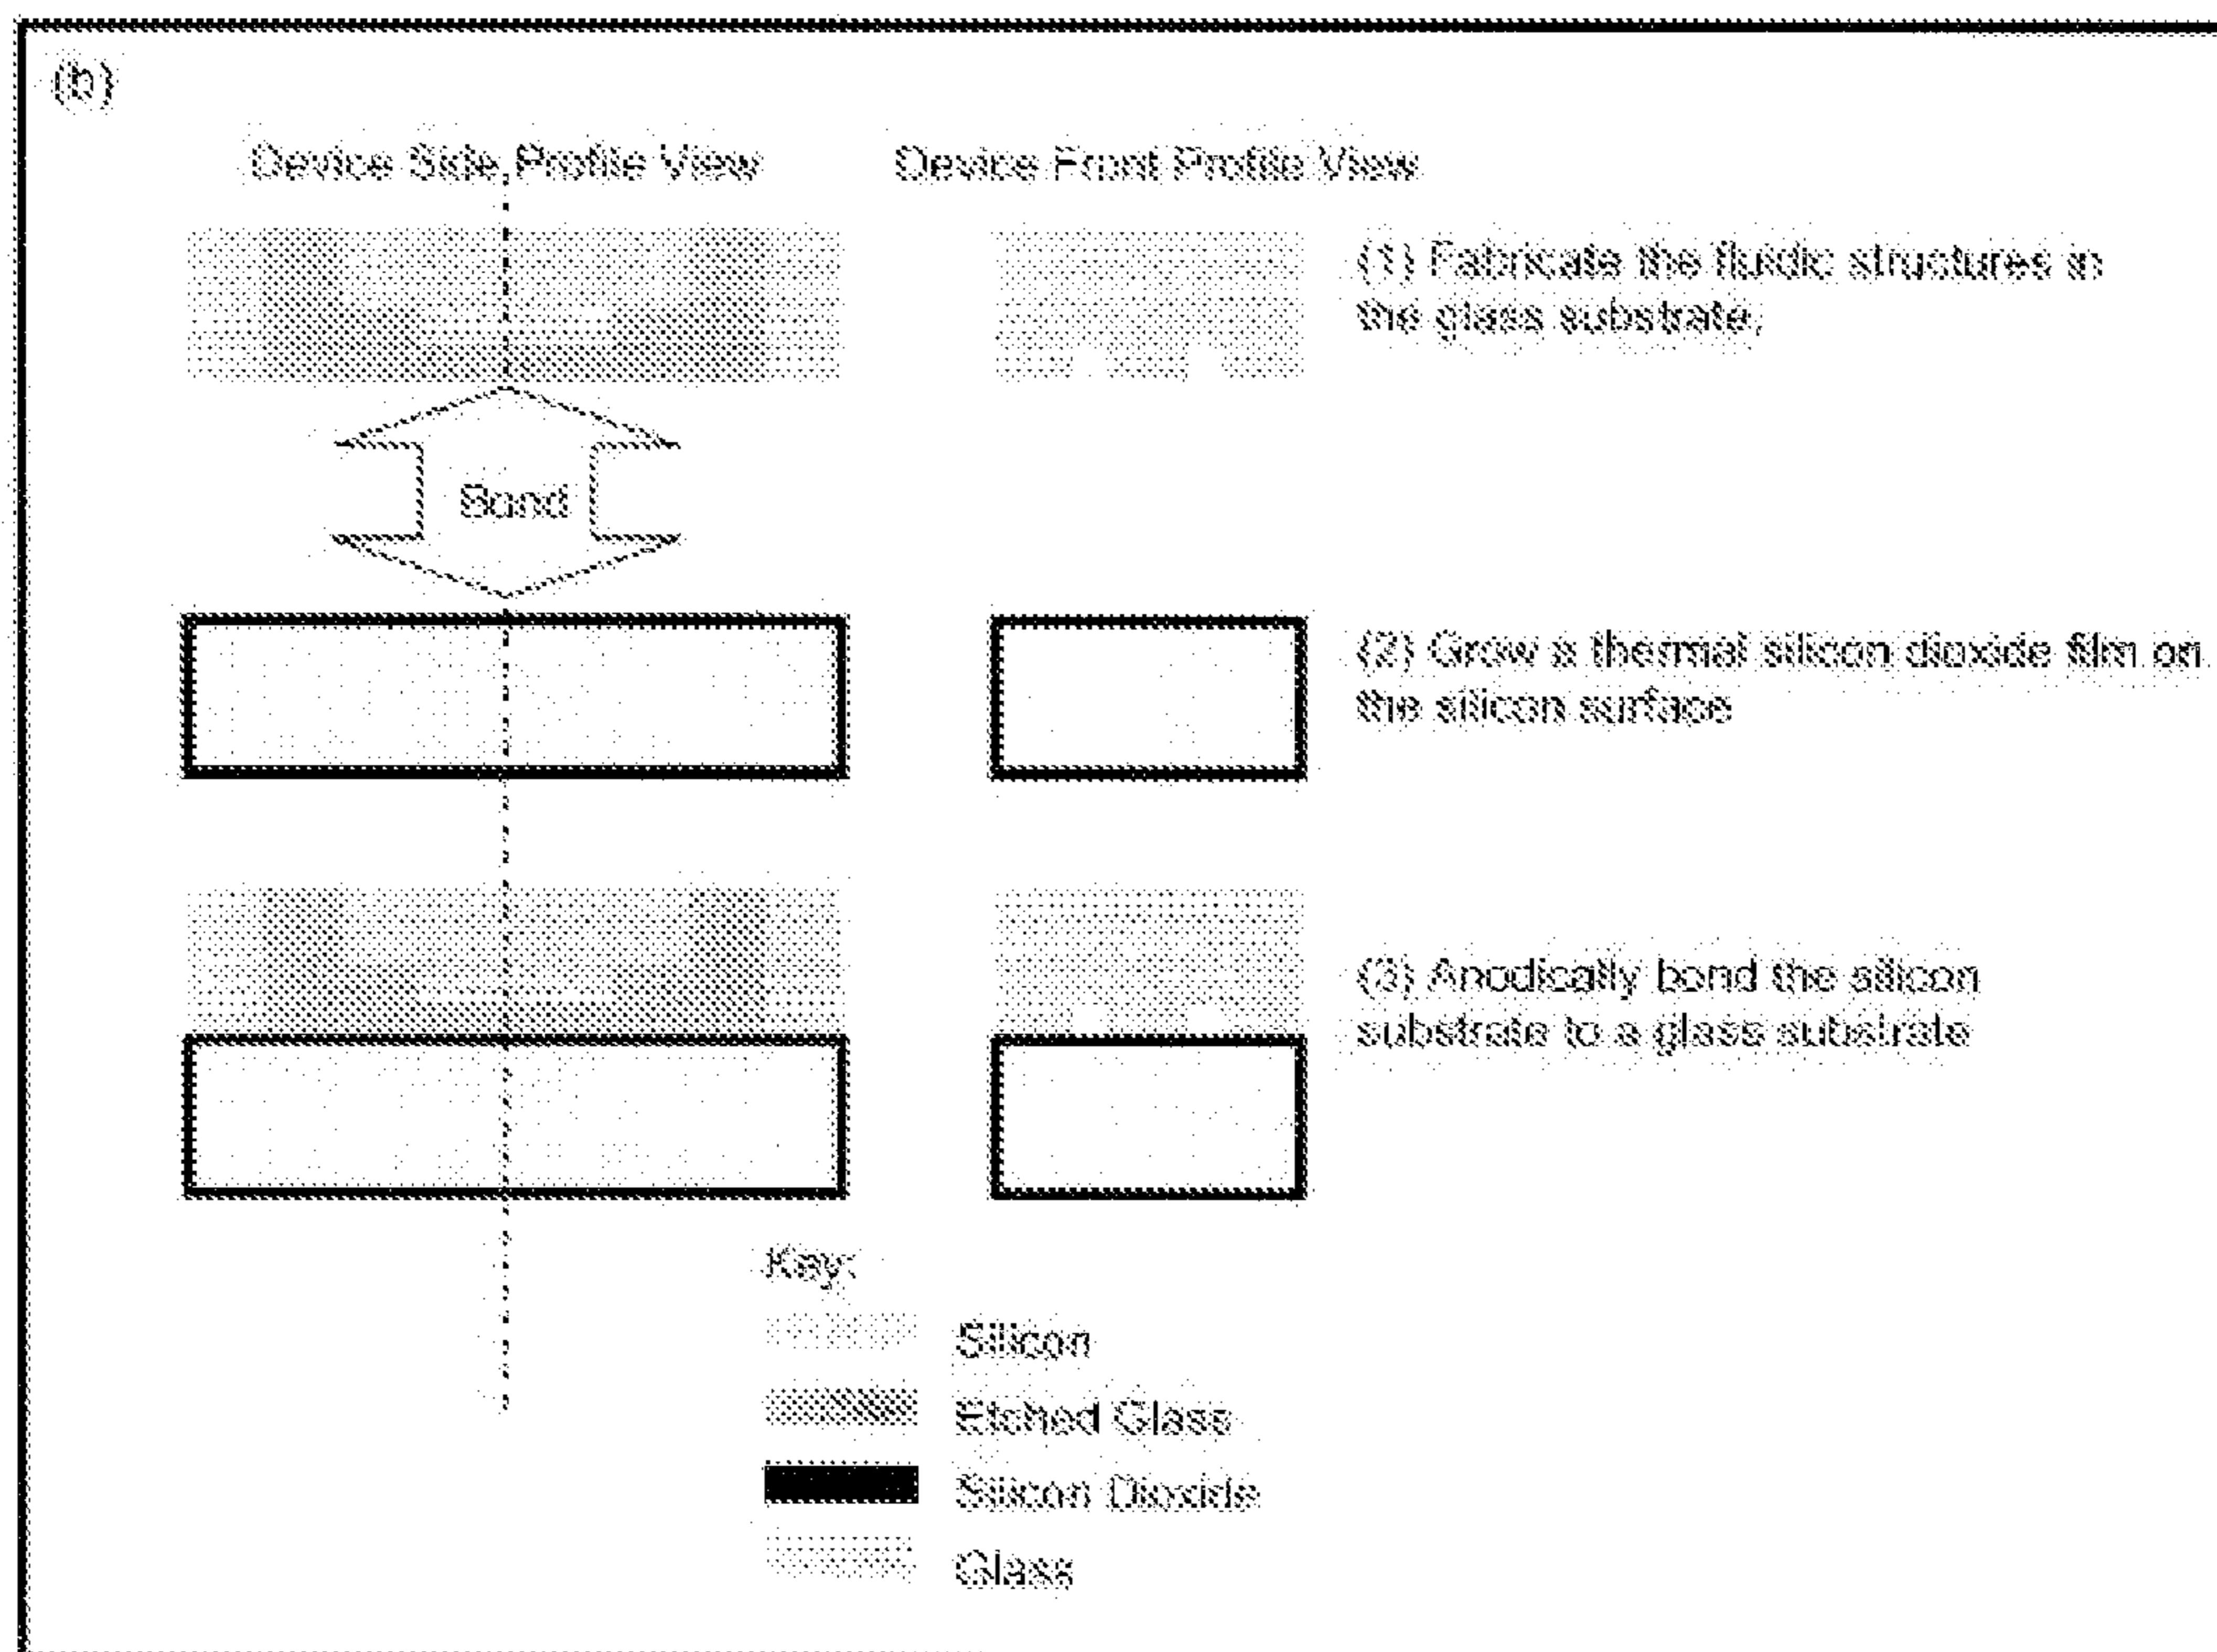 (b)
Device Side Profile View Device Front Profile View
(1) Fabricate the fluidic structures in
the glass substrate,
Bond
(2) Grow a thermal silicon dioxide film on
the silicon surface
(3) Anodically bond the silicon
substrate to a glass substrate
Key:
Silicon
Etched Glass
Silicon Dioxide
Glass